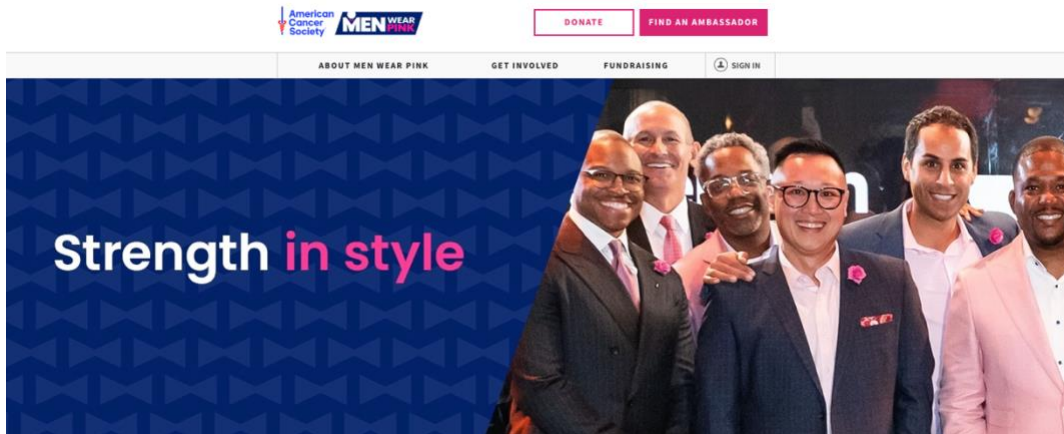 American
Cancer
Society
MEN WEAR
PINK
DONATE
FIND AN AMBASSADOR
ABOUT MEN WEAR PINK
GET INVOLVED
FUNDRAISING
SIGN IN
Strength in style